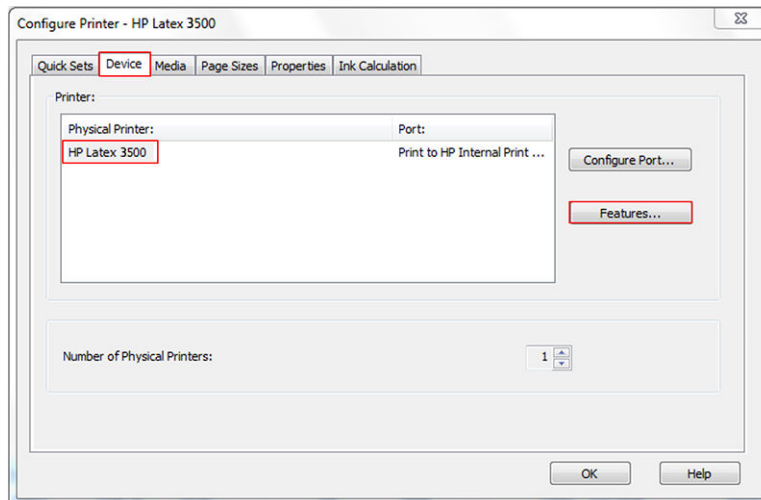 Configure Printer - HP Latex 3500
Quick Sets Device Media Page Sizes Properties Ink Calculation
Printer:
Physical Printer: Port:
HP Latex 3500 Print to HP Internal Print ...
Configure Port...
Features...
Number of Physical Printers: 1
OK Help